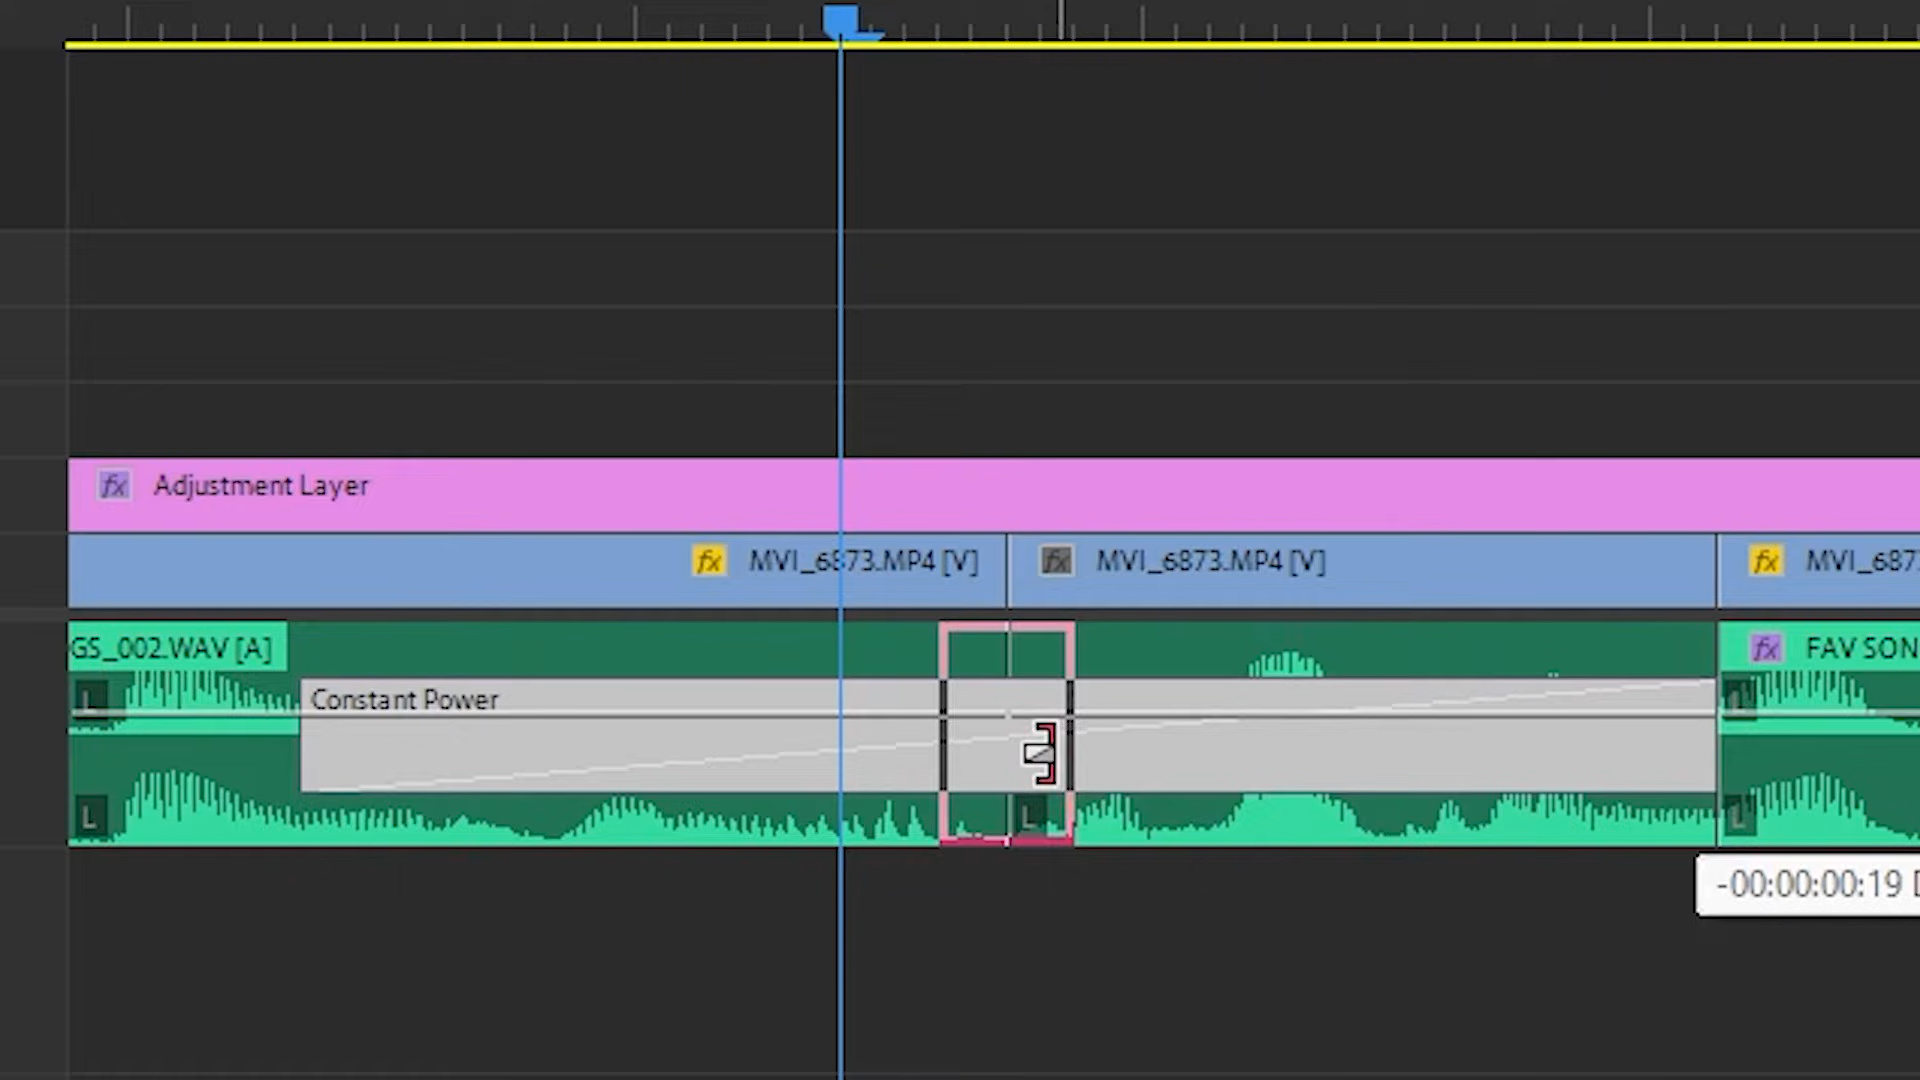 fx Adjustment Layer
fx MVI_6873.MP4 [V]
fx MVI_6873.MP4 [V]
fx MVI_687
GS_002.WAV [A]
fx FAV SON
L
Constant Power
L
L
L
L
-00:00:00:19